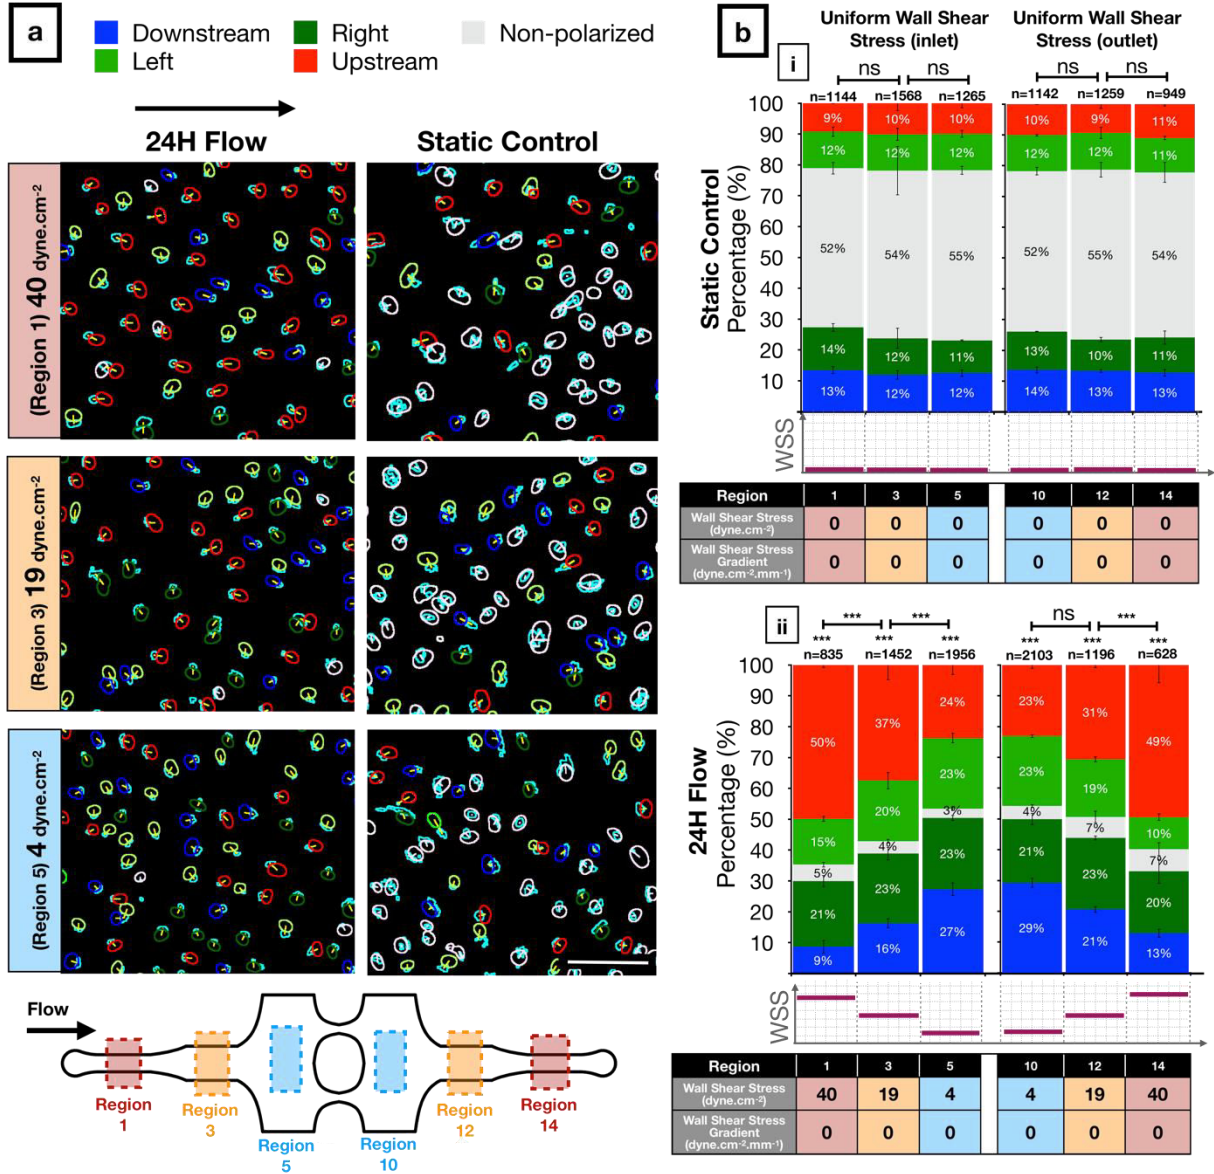 a
Downstream
Right
Non-polarized
Left
Upstream
24H Flow
Static Control
(Region 1) 40 dyne.cm-2
(Region 3) 19 dyne.cm-2
(Region 5) 4 dyne.cm-2
Flow
Region
1
Region
3
Region
5
Region
10
Region
12
Region
14
b
Uniform Wall Shear
Stress (inlet)
Uniform Wall Shear
Stress (outlet)
i
ns
ns
ns
ns
n=1144
n=1568
n=1265
n=1142
n=1259
n=949
Static Control
Percentage (%)
100
90
80
70
60
50
40
30
20
10
9%
10%
10%
10%
9%
11%
12%
12%
12%
12%
12%
11%
52%
54%
55%
52%
55%
54%
14%
12%
11%
13%
10%
11%
13%
12%
12%
14%
13%
13%
WSS
Region
1
3
5
10
12
14
Wall Shear Stress
(dyne.cm-2)
0
0
0
0
0
0
Wall Shear Stress
Gradient
(dyne.cm-2.mm-1)
0
0
0
0
0
0
ii
***
***
ns
***
***
***
***
***
***
***
n=835
n=1452
n=1956
n=2103
n=1196
n=628
24H Flow
Percentage (%)
100
90
80
70
60
50
40
30
20
10
50%
37%
24%
23%
31%
49%
15%
20%
23%
23%
19%
10%
5%
4%
3%
4%
7%
7%
21%
23%
23%
21%
23%
20%
9%
16%
27%
29%
21%
13%
WSS
Region
1
3
5
10
12
14
Wall Shear Stress
(dyne.cm-2)
40
19
4
4
19
40
Wall Shear Stress
Gradient
(dyne.cm-2.mm-1)
0
0
0
0
0
0